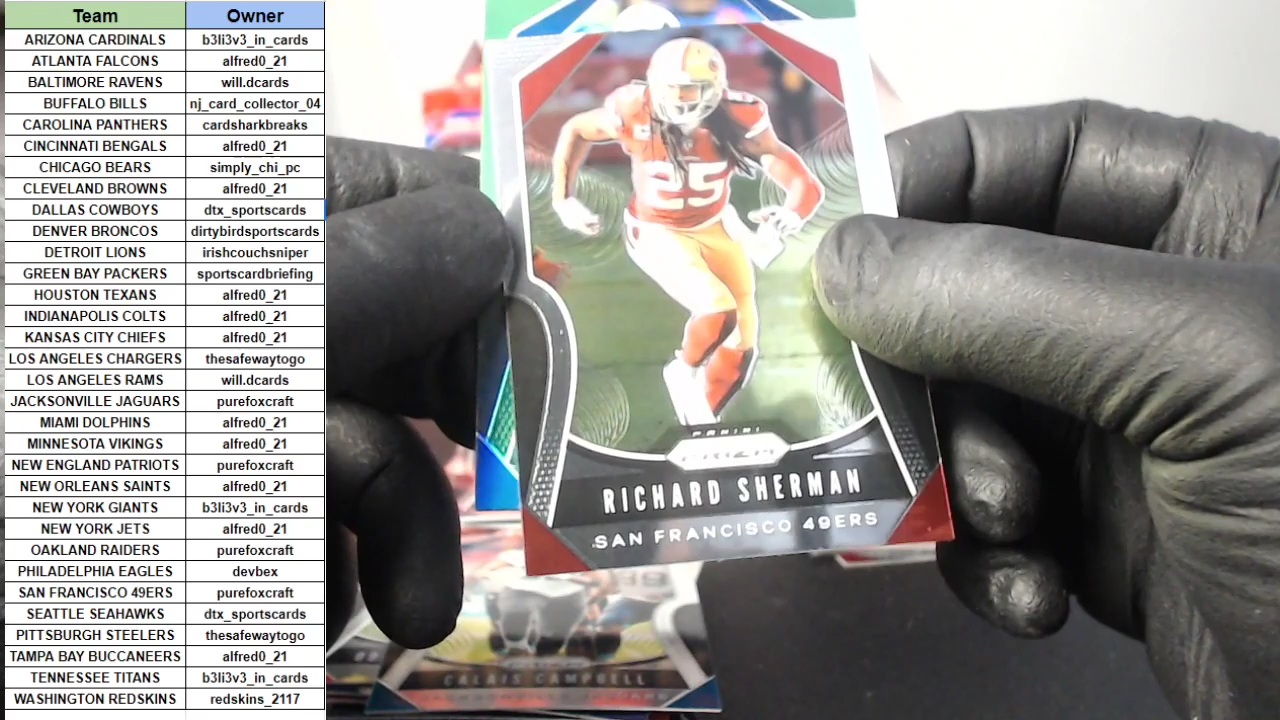 Team Owner
ARIZONA CARDINALS b3li3v3_in_cards
ATLANTA FALCONS alfred0_21
BALTIMORE RAVENS will.dcards
BUFFALO BILLS nj_card_collector_04
CAROLINA PANTHERS cardsharkbreaks
CINCINNATI BENGALS alfred0_21
CHICAGO BEARS simply_chi_pc
CLEVELAND BROWNS alfred0_21
DALLAS COWBOYS dtx_sportscards
DENVER BRONCOS dirtybirdsportscards
DETROIT LIONS irishcouchsniper
GREEN BAY PACKERS sportscardbriefing
HOUSTON TEXANS alfred0_21
INDIANAPOLIS COLTS alfred0_21
KANSAS CITY CHIEFS alfred0_21
LOS ANGELES CHARGERS thesafewaytogo
LOS ANGELES RAMS will.dcards
JACKSONVILLE JAGUARS purefoxcraft
MIAMI DOLPHINS alfred0_21
MINNESOTA VIKINGS alfred0_21
NEW ENGLAND PATRIOTS purefoxcraft
NEW ORLEANS SAINTS alfred0_21
NEW YORK GIANTS b3li3v3_in_cards
NEW YORK JETS alfred0_21
OAKLAND RAIDERS purefoxcraft
PHILADELPHIA EAGLES devbex
SAN FRANCISCO 49ERS purefoxcraft
SEATTLE SEAHAWKS dtx_sportscards
PITTSBURGH STEELERS thesafewaytogo
TAMPA BAY BUCCANEERS alfred0_21
TENNESSEE TITANS b3li3v3_in_cards
WASHINGTON REDSKINS redskins_2117
25
PANINI
PRIZM
RICHARD SHERMAN
SAN FRANCISCO 49ERS
CALAIS CAMPBELL